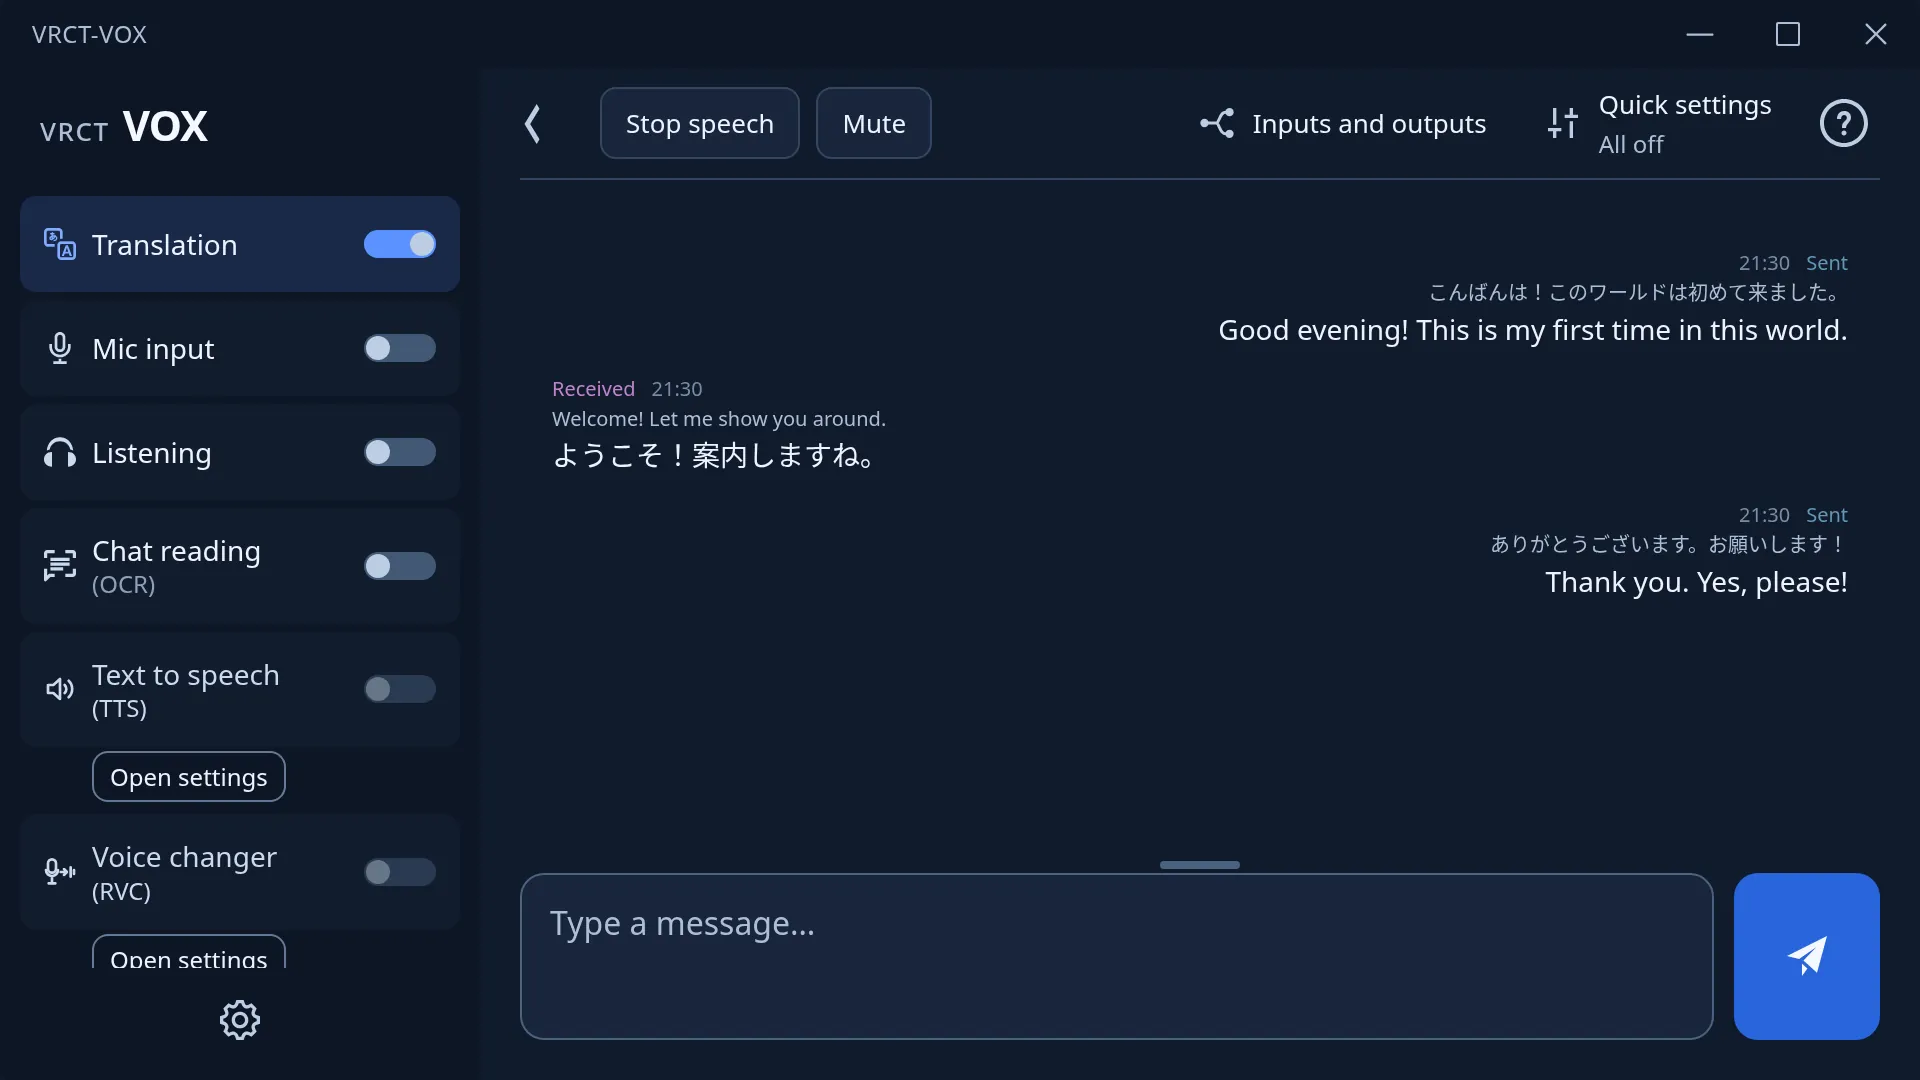 VRCT-VOX
VRCT VOX
Translation
Mic input
Listening
Chat reading
(OCR)
Text to speech
(TTS)
Open settings
Voice changer
(RVC)
Open settings
Stop speech
Mute
Inputs and outputs
Quick settings
All off
?
21:30 Sent
こんばんは！このワールドは初めて来ました。
Good evening! This is my first time in this world.
Received 21:30
Welcome! Let me show you around.
ようこそ！案内しますね。
21:30 Sent
ありがとうございます。お願いします！
Thank you. Yes, please!
Type a message...